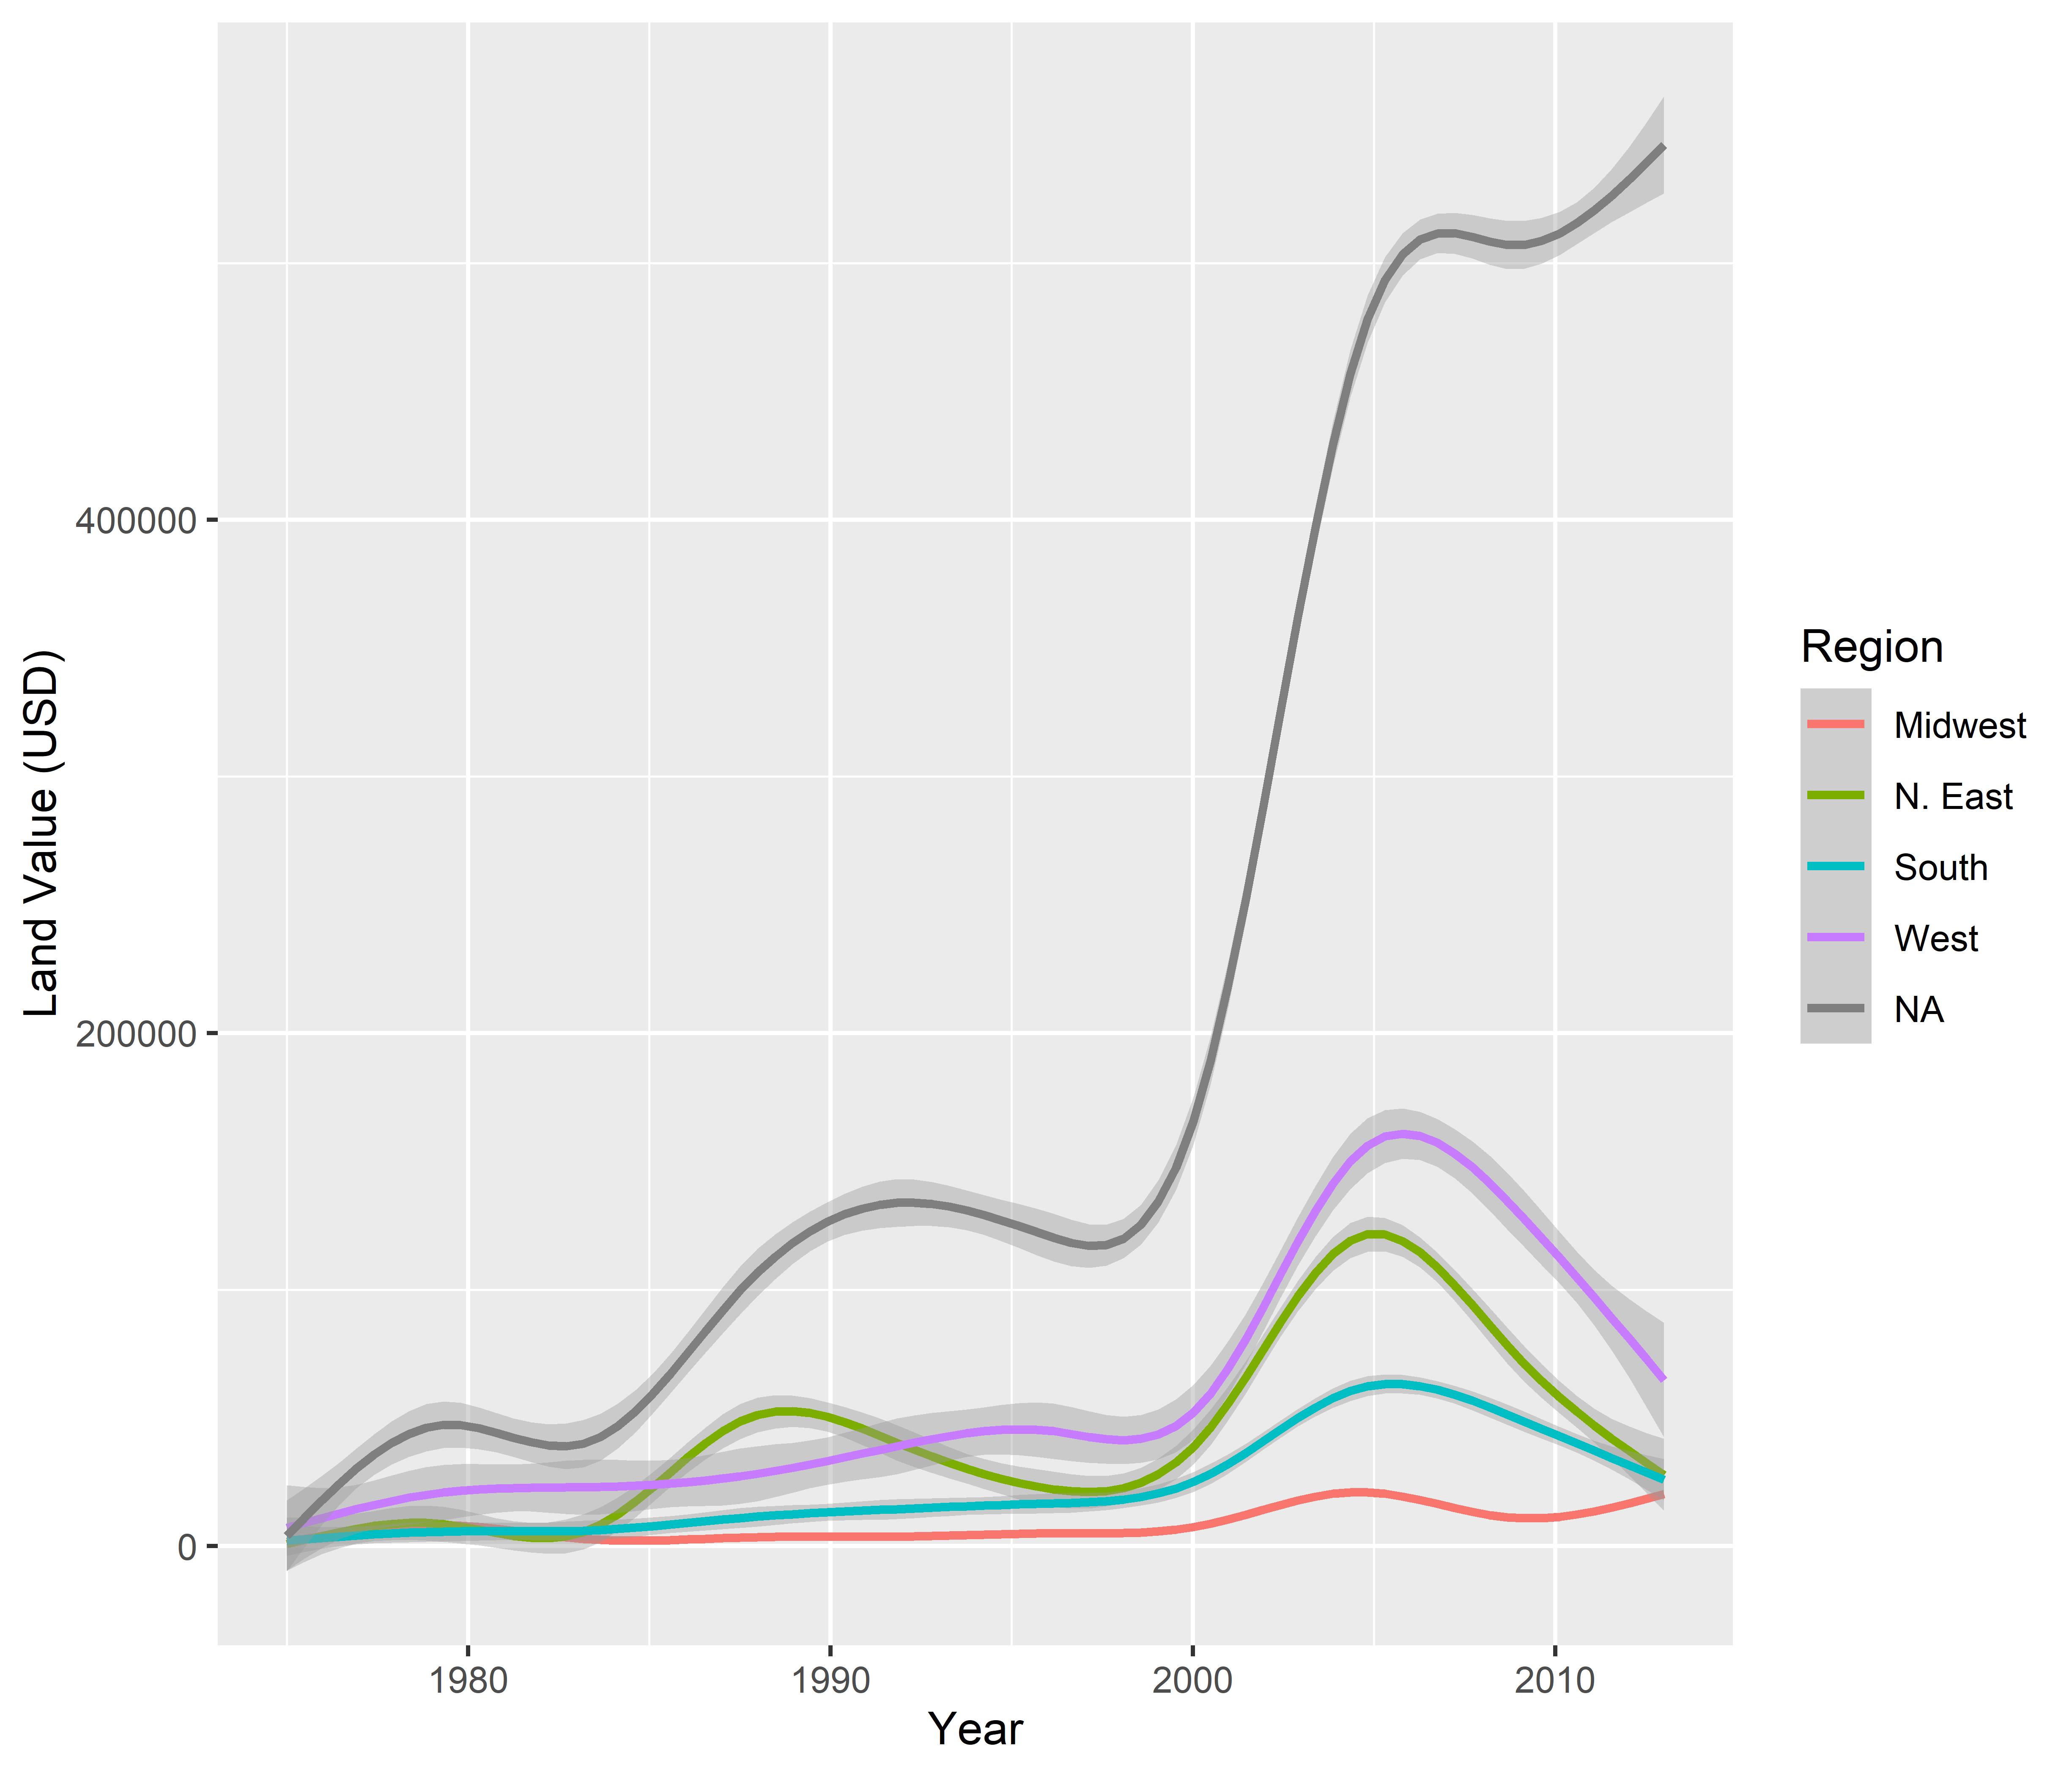 Land Value (USD)
400000
200000
0
1980 1990 2000 2010
Year
Region
Midwest
N. East
South
West
NA